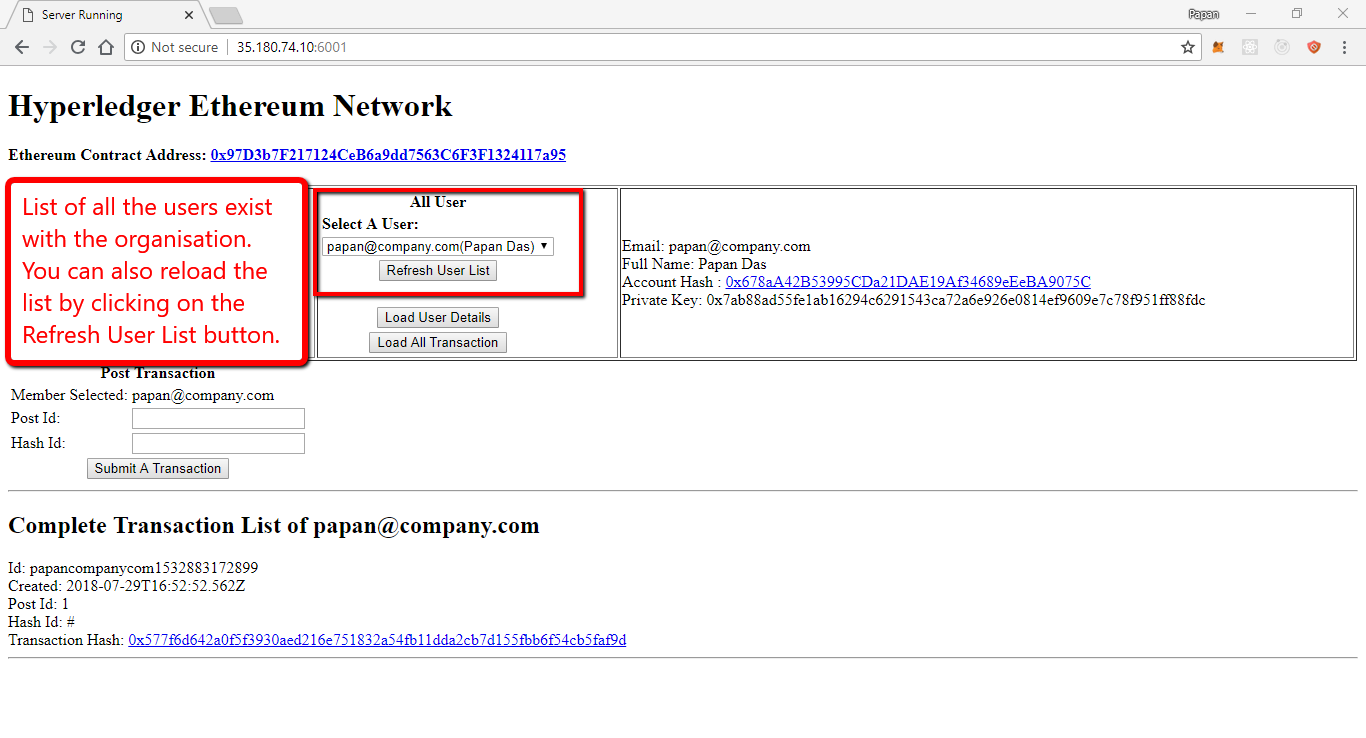 Server Running
Papan
Not secure
35.180.74.10:6001
Hyperledger Ethereum Network
Ethereum Contract Address: 0x97D3b7F217124CeB6a9dd7563C6F3F1324117a95
List of all the users exist
with the organisation.
You can also reload the
list by clicking on the
Refresh User List button.
All User
Select A User:
papan@company.com(Papan Das)
Refresh User List
Load User Details
Load All Transaction
Email: papan@company.com
Full Name: Papan Das
Account Hash : 0x678aA42B53995CDa21DAE19Af34689eEeBA9075C
Private Key: 0x7ab88ad55fe1ab16294c6291543ca72a6e926e0814ef9609e7c78f951ff88fdc
Post Transaction
Member Selected: papan@company.com
Post Id:
Hash Id:
Submit A Transaction
Complete Transaction List of papan@company.com
Id: papancompanycom1532883172899
Created: 2018-07-29T16:52:52.562Z
Post Id: 1
Hash Id: #
Transaction Hash: 0x577f6d642a0f5f3930aed216e751832a54fb11dda2cb7d155fbb6f54cb5faf9d